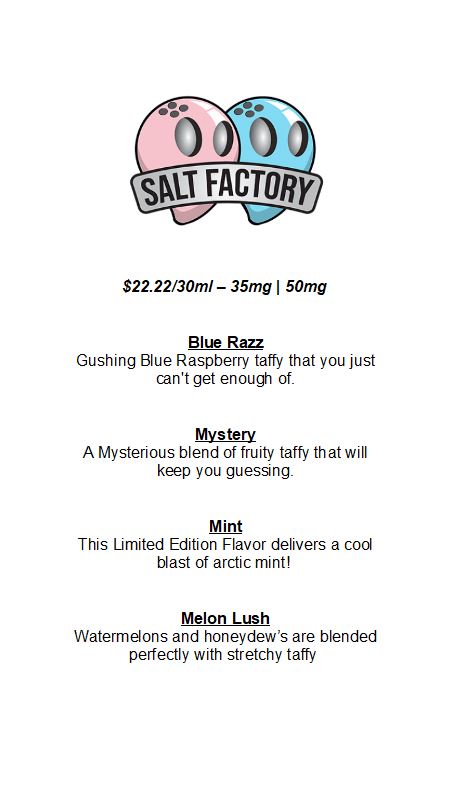 SALT FACTORY
$22.22/30ml – 35mg | 50mg
Blue Razz
Gushing Blue Raspberry taffy that you just
can't get enough of.
Mystery
A Mysterious blend of fruity taffy that will
keep you guessing.
Mint
This Limited Edition Flavor delivers a cool
blast of arctic mint!
Melon Lush
Watermelons and honeydew’s are blended
perfectly with stretchy taffy